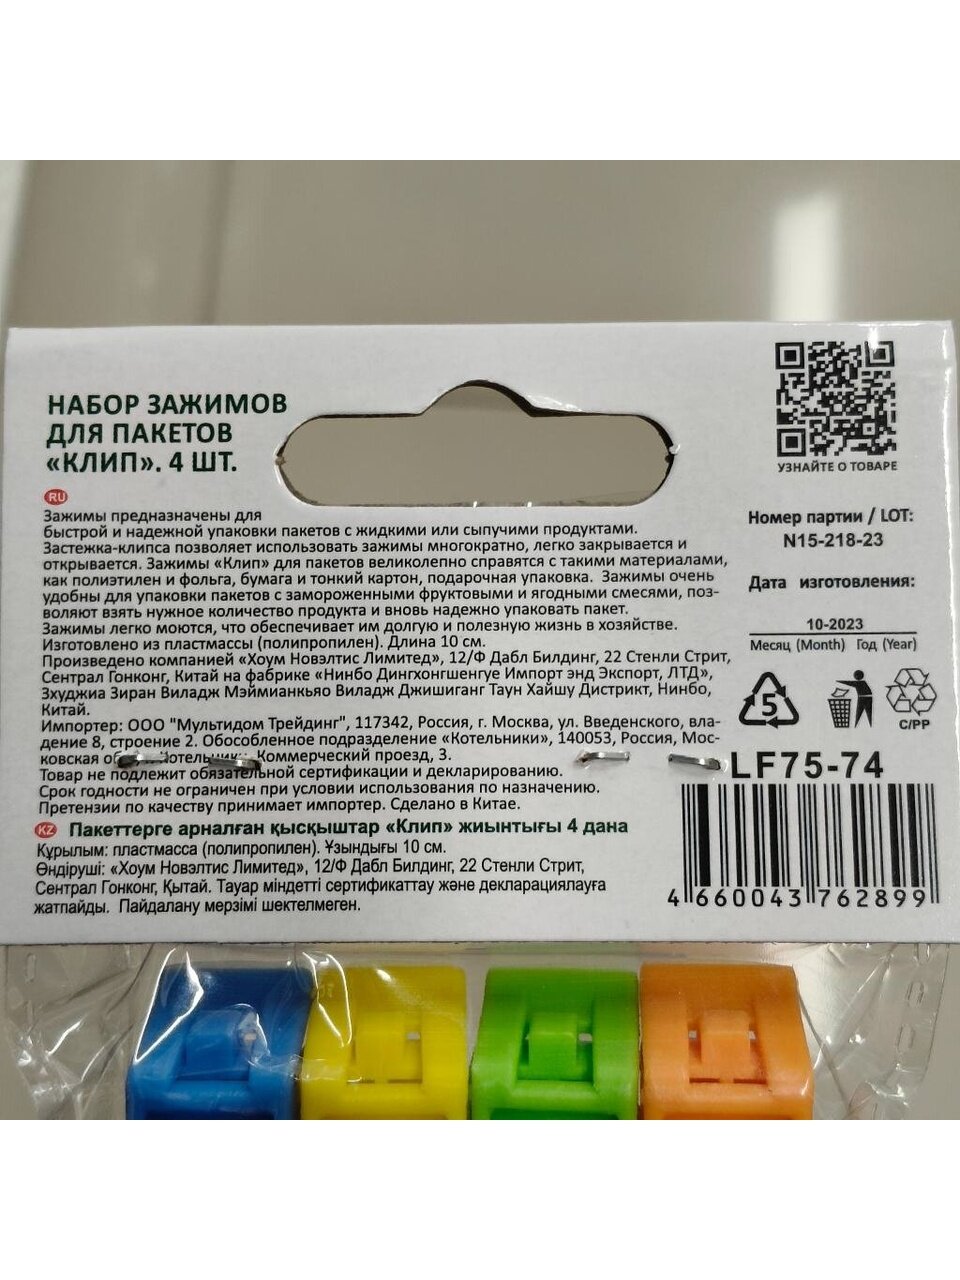 НАБОР ЗАЖИМОВ
ДЛЯ ПАКЕТОВ
«КЛИП». 4 ШТ.
RU
Зажимы предназначены для
быстрой и надежной упаковки пакетов с жидкими или сыпучими продуктами.
Застежка-клипса позволяет использовать зажимы многократно, легко закрывается и
открывается. Зажимы «Клип» для пакетов великолепно справятся с такими материалами,
как полиэтилен и фольга, бумага и тонкий картон, подарочная упаковка. Зажимы очень
удобны для упаковки пакетов с замороженными фруктовыми и ягодными смесями, поз-
воляют взять нужное количество продукта и вновь надежно упаковать пакет.
Зажимы легко моются, что обеспечивает им долгую и полезную жизнь в хозяйстве.
Изготовлено из пластмассы (полипропилен). Длина 10 см.
Произведено компанией «Хоум Новэлтис Лимитед», 12/Ф Дабл Билдинг, 22 Стенли Стрит,
Сентрал Гонконг, Китай на фабрике «Нинбо Дингхонгшенгуе Импорт энд Экспорт, ЛТД»,
Зхуджиа Зиран Виладж Мэймианкьяо Виладж Джишиганг Таун Хайшу Дистрикт, Нинбо,
Китай.
Импортер: ООО "Мультидом Трейдинг", 117342, Россия, г. Москва, ул. Введенского, вла-
дение 8, строение 2. Обособленное подразделение «Котельники», 140053, Россия, Мос-
ковская Коммерческий проезд, 3.
Товар не подлежит обязательной сертификации и декларированию.
Срок годности не ограничен при условии использования по назначению.
Претензии по качеству принимает импортер. Сделано в Китае.
KZ Пакеттерге арналған қысқыштар «Клип» жиынтығы 4 дана
Құрылым: пластмасса (полипропилен). Ұзындығы 10 см.
Өндіруші: «Хоум Новэлтис Лимитед», 12/Ф Дабл Билдинг, 22 Стенли Стрит,
Сентрал Гонконг, Қытай. Тауар міндетті сертификаттау және декларациялауға
жатпайды. Пайдалану мерзімі шектелмеген.
УЗНАЙТЕ О ТОВАРЕ
Номер партии / LOT:
N15-218-23
Дата изготовления:
10-2023
Месяц (Month) Год (Year)
5
C/PP
LF75-74
4 660043 762899